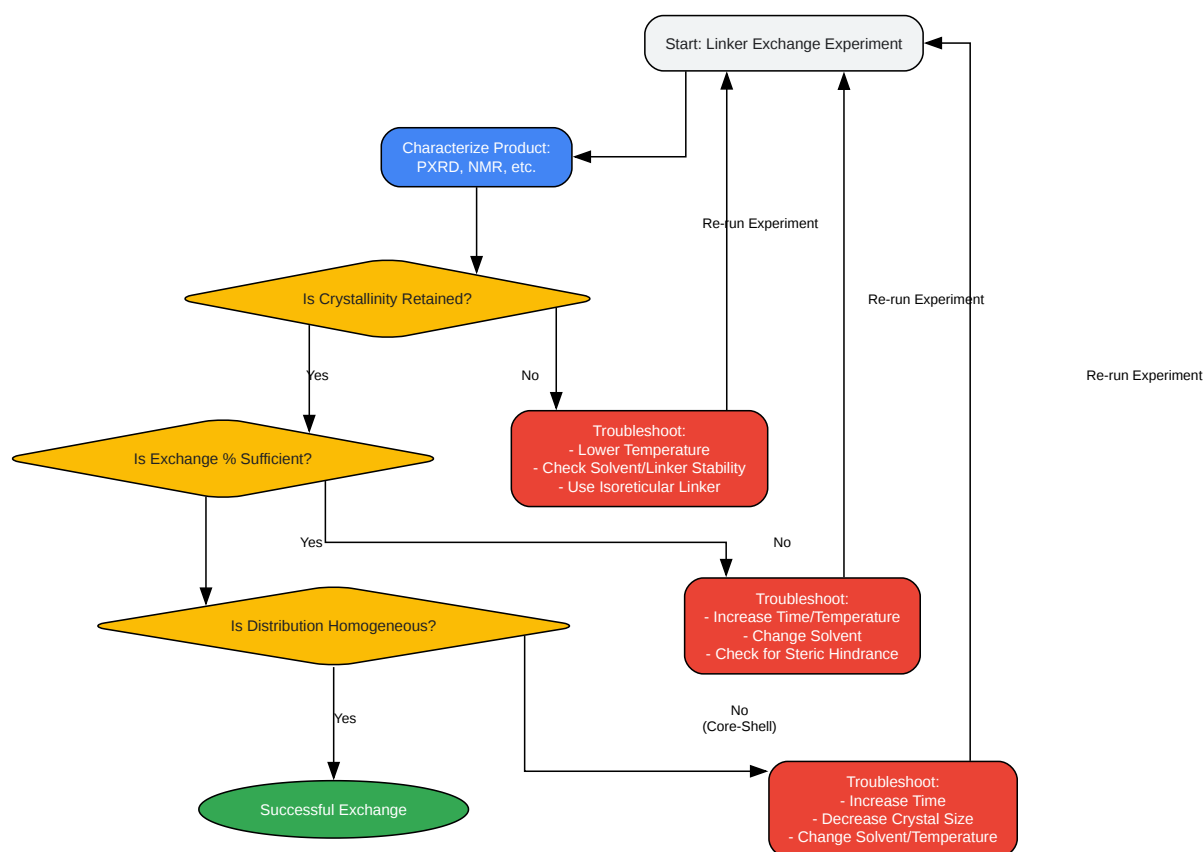 Start: Linker Exchange Experiment
Characterize Product:
PXRD, NMR, etc.
Re-run Experiment
Is Crystallinity Retained?
Re-run Experiment
Yes
No
Re-run Experiment
Troubleshoot:
- Lower Temperature
- Check Solvent/Linker Stability
- Use Isoreticular Linker
Is Exchange % Sufficient?
Yes
No
Troubleshoot:
- Increase Time/Temperature
- Change Solvent
- Check for Steric Hindrance
Is Distribution Homogeneous?
Yes
No
(Core-Shell)
Troubleshoot:
- Increase Time
- Decrease Crystal Size
- Change Solvent/Temperature
Successful Exchange